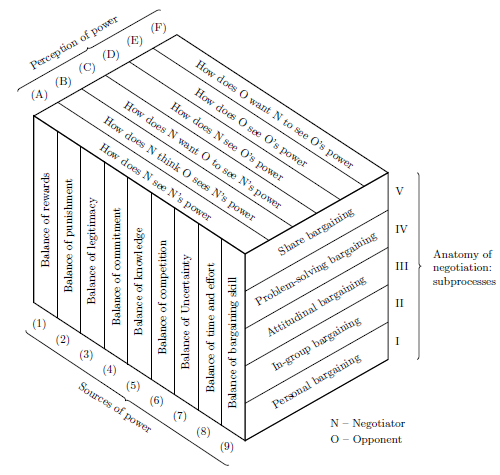 Perception of power
(A)
(B)
(C)
(D)
(E)
(F)
How does O want N to see O's power
How does O see O's power
How does N see O's power
How does N want O to see N's power
How does N think O sees N's power
How does N see N's power
Balance of rewards
Balance of punishment
Balance of legitimacy
Balance of commitment
Balance of knowledge
Balance of competition
Balance of Uncertainty
Balance of time and effort
Balance of bargaining skill
(1)
(2)
(3)
(4)
(5)
(6)
(7)
(8)
(9)
Sources of power
Share bargaining
Problem-solving bargaining
Attitudinal bargaining
In-group bargaining
Personal bargaining
V
IV
III
II
I
Anatomy of
negotiation:
subprocesses
N – Negotiator
O – Opponent